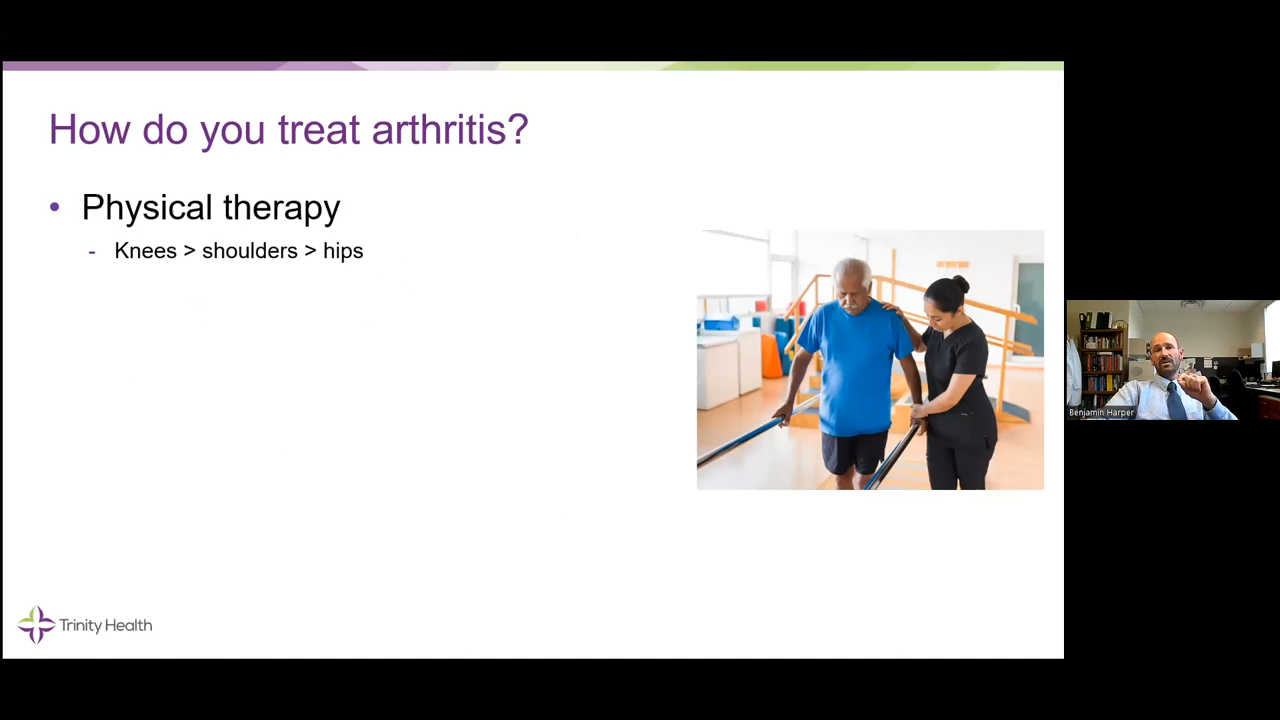 How do you treat arthritis?
• Physical therapy
- Knees > shoulders > hips
Trinity Health
Benjamin Harper